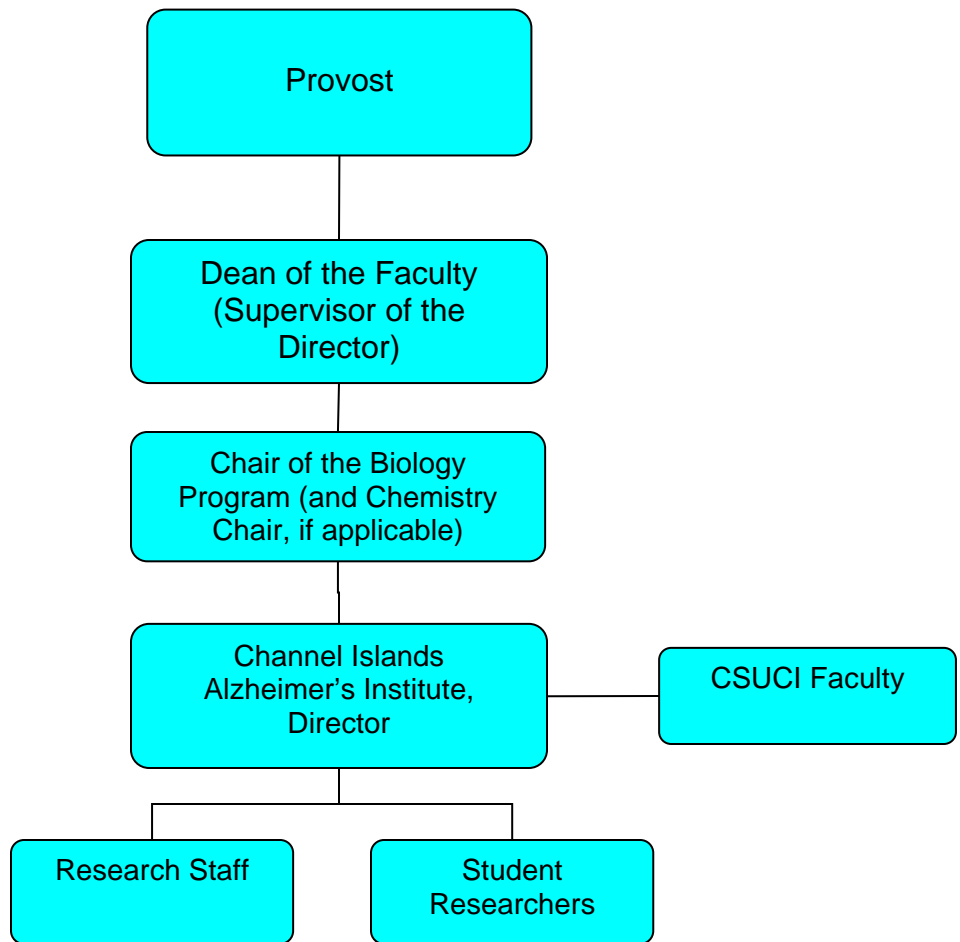 Provost
Dean of the Faculty
(Supervisor of the
Director)
Chair of the Biology
Program (and Chemistry
Chair, if applicable)
Channel Islands
Alzheimer’s Institute,
Director
CSUCI Faculty
Research Staff
Student
Researchers